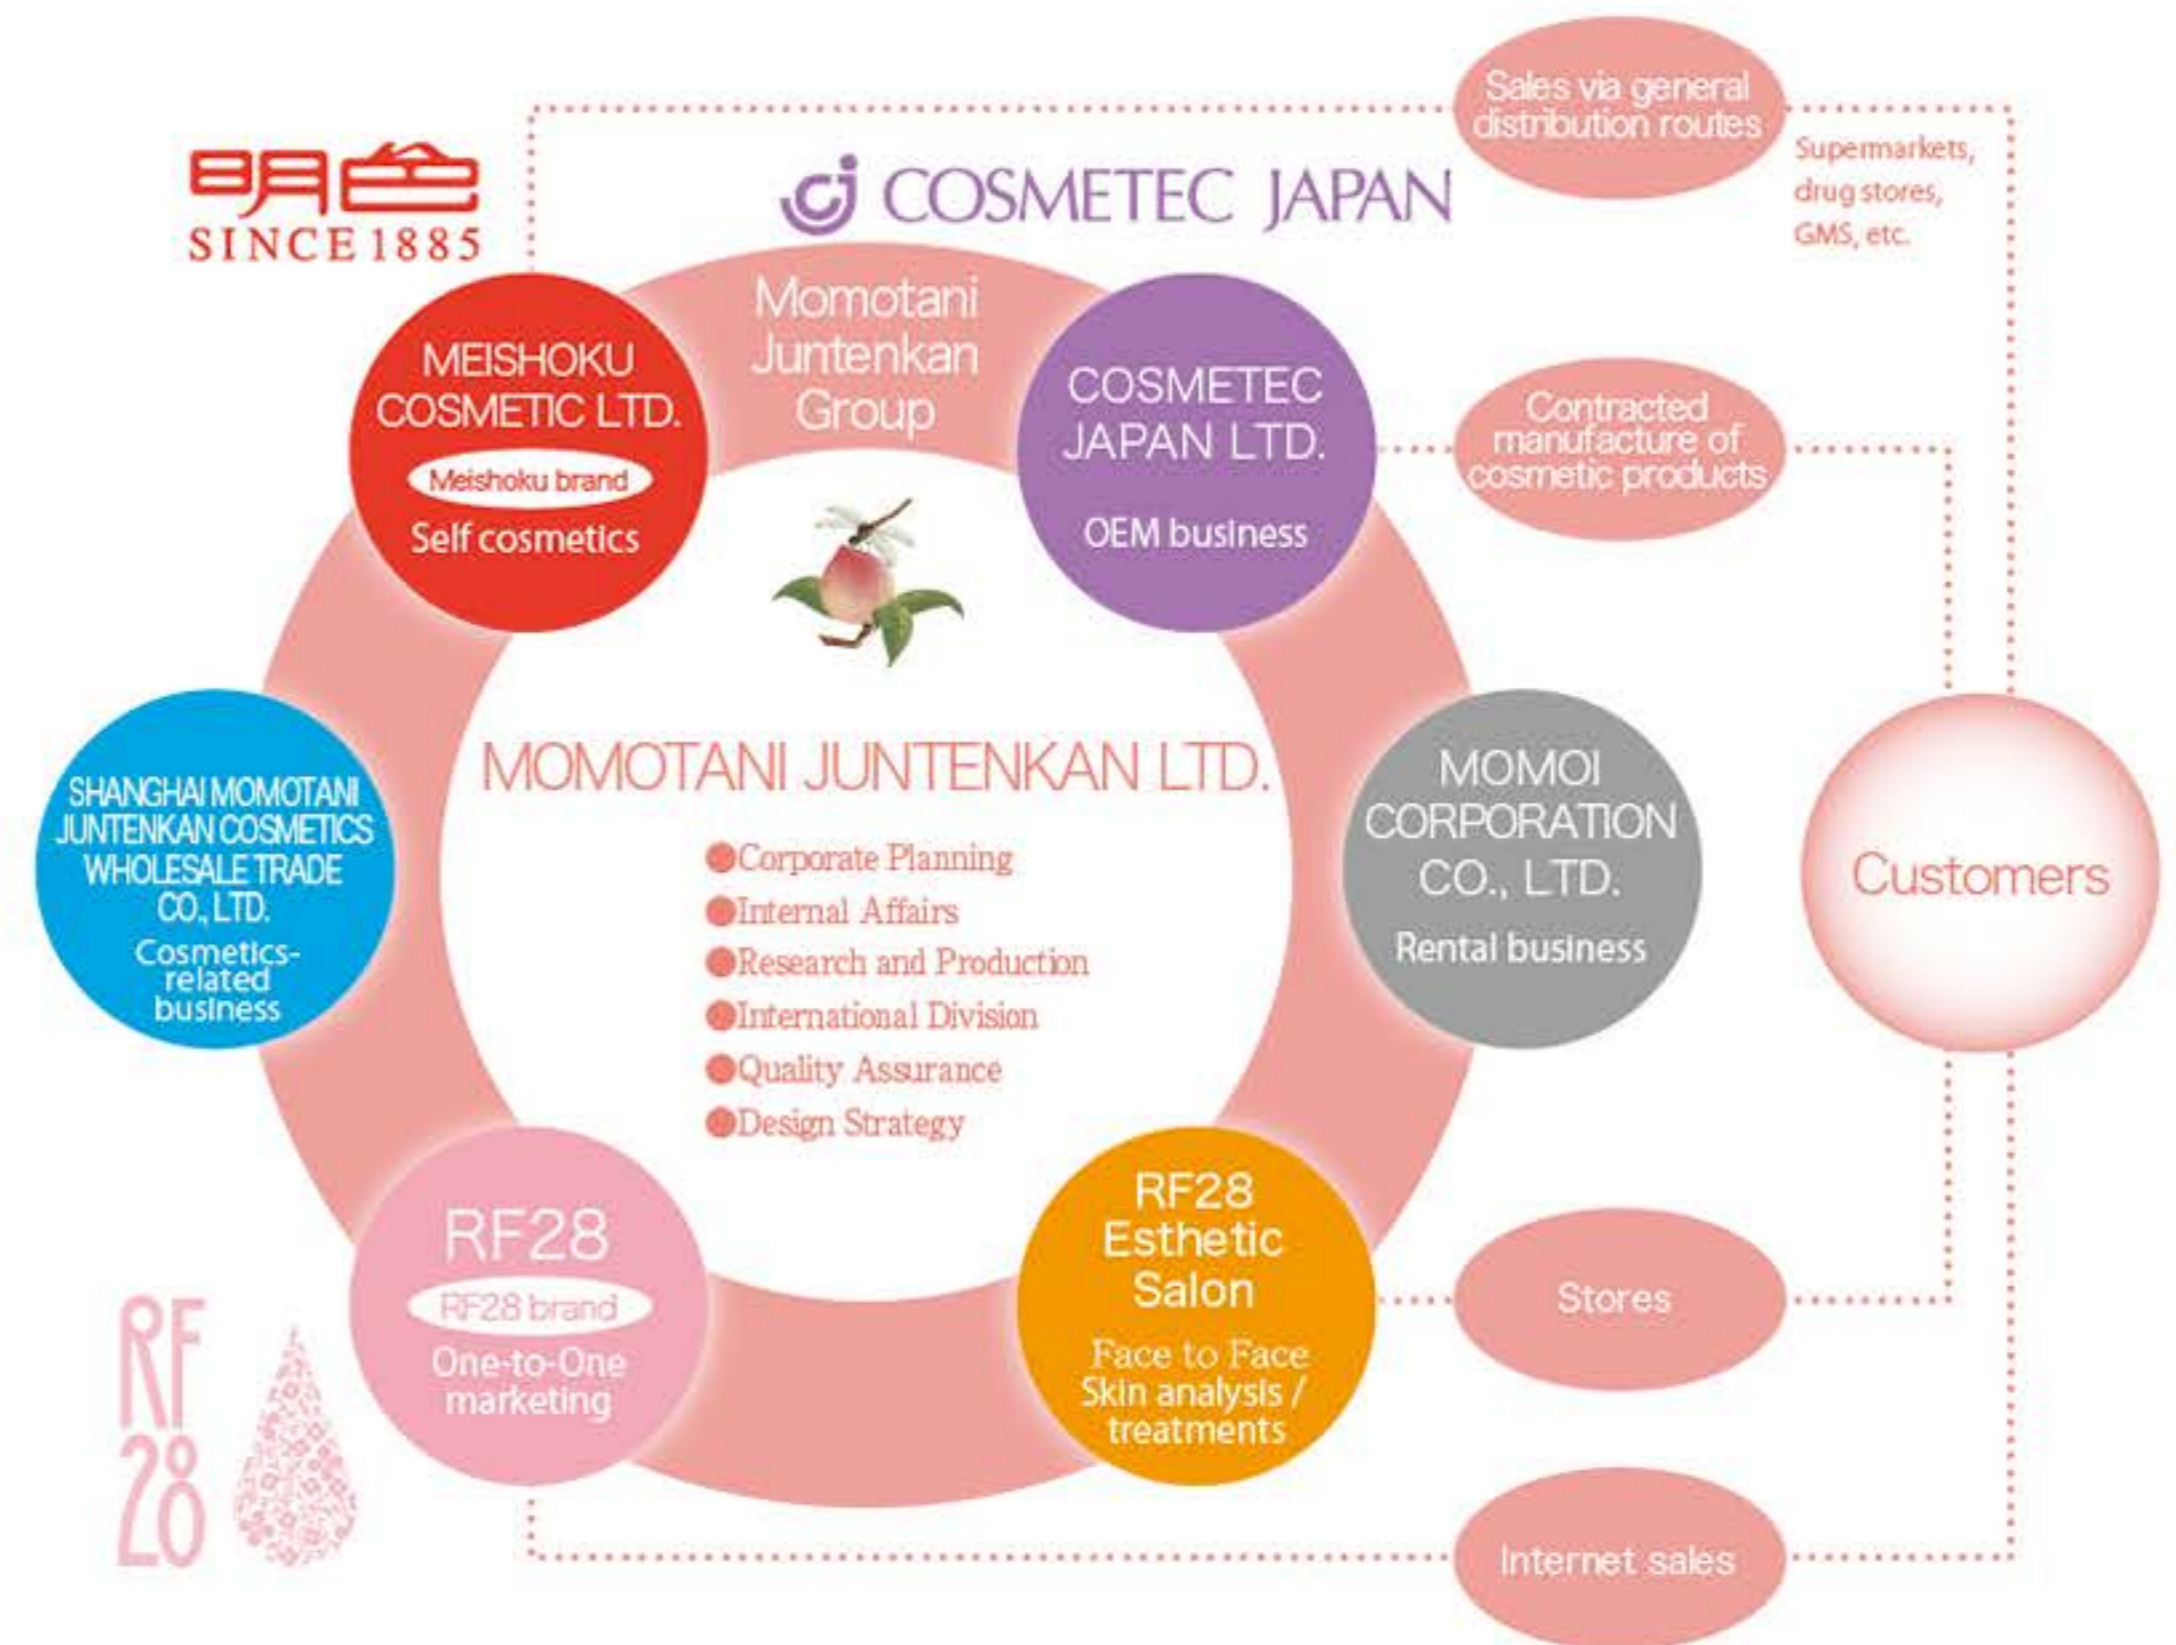 明色
SINCE 1885
COSMETEC JAPAN
Sales via general
distribution routes
Supermarkets,
drug stores,
GMS, etc.
Momotani
Juntenkan
Group
MEISHOKU
COSMETIC LTD.
Meishoku brand
Self cosmetics
COSMETEC
JAPAN LTD.
OEM business
Contracted
manufacture of
cosmetic products
SHANGHAI MOMOTANI
JUNTENKAN COSMETICS
WHOLESALE TRADE
CO., LTD.
Cosmetics-
related
business
MOMOTANI JUNTENKAN LTD.
●Corporate Planning
●Internal Affairs
●Research and Production
●International Division
●Quality Assurance
●Design Strategy
MOMOI
CORPORATION
CO., LTD.
Rental business
Customers
RF28
RF28 brand
One-to-One
marketing
RF28
Esthetic
Salon
Face to Face
Skin analysis /
treatments
Stores
RF
28
Internet sales